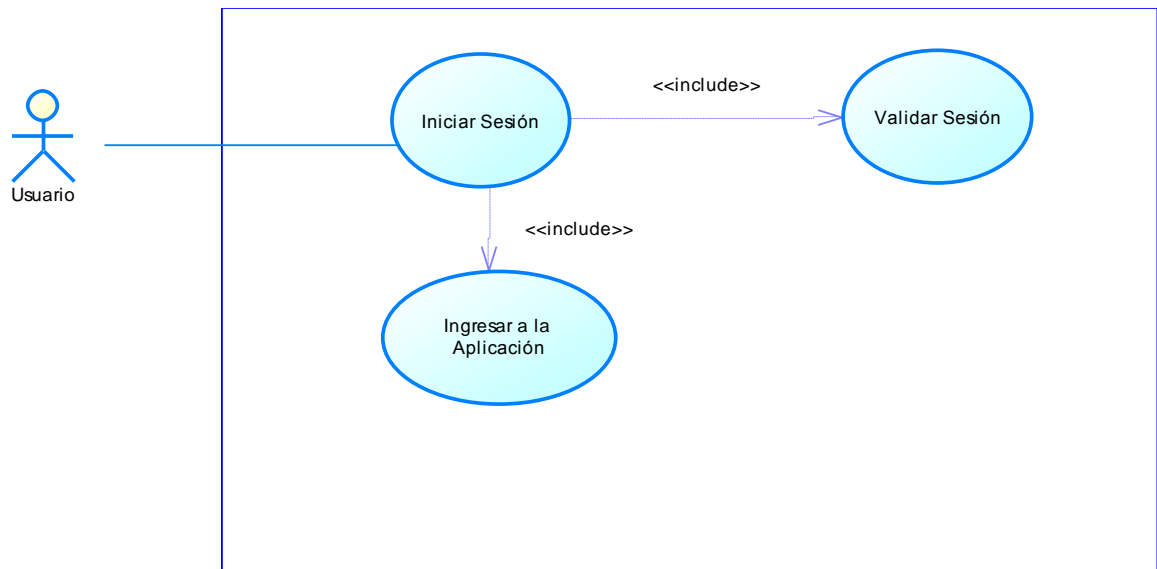 <<include>>
Iniciar Sesión
Validar Sesión
Usuario
<<include>>
Ingresar a la
Aplicación